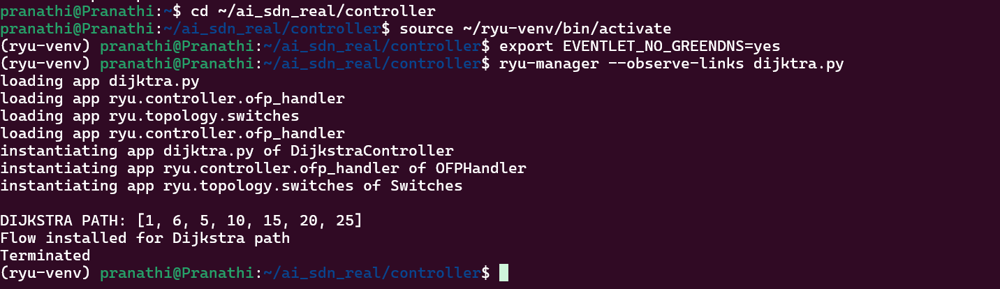 pranathi@Pranathi:~$ cd ~/ai_sdn_real/controller
pranathi@Pranathi:~/ai_sdn_real/controller$ source ~/ryu-venv/bin/activate
(ryu-venv) pranathi@Pranathi:~/ai_sdn_real/controller$ export EVENTLET_NO_GREENDNS=yes
(ryu-venv) pranathi@Pranathi:~/ai_sdn_real/controller$ ryu-manager --observe-links dijktra.py
loading app dijktra.py
loading app ryu.controller.ofp_handler
loading app ryu.topology.switches
loading app ryu.controller.ofp_handler
instantiating app dijktra.py of DijkstraController
instantiating app ryu.controller.ofp_handler of OFPHandler
instantiating app ryu.topology.switches of Switches
DIJKSTRA PATH: [1, 6, 5, 10, 15, 20, 25]
Flow installed for Dijkstra path
Terminated
(ryu-venv) pranathi@Pranathi:~/ai_sdn_real/controller$